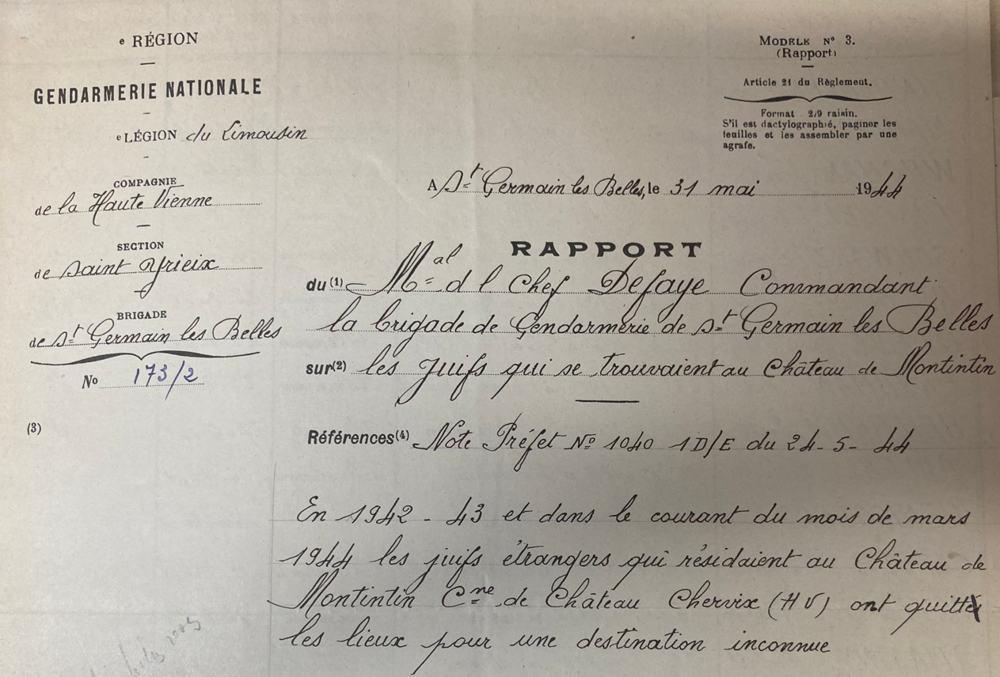 e RÉGION
GENDARMERIE NATIONALE
e LÉGION du Limousin
COMPAGNIE
de la Haute Vienne
SECTION
de Saint Yrieix
BRIGADE
de St Germain les Belles
No 173/2
(3)
MODÈLE N° 3.
(Rapport)
Article 21 du Règlement.
Format 2/9 raisin.
S'il est dactylographié, paginer les
feuilles et les assembler par une
agrafe.
A St Germain les Belles, le 31 mai 1944
RAPPORT
du (1) Mal d l Chef Defaye Commandant
la brigade de Gendarmerie de St Germain les Belles
sur (2) les juifs qui se trouvaient au Château de Montintin
Références (4) Note Préfet No 1040 1D/E du 24-5-44
En 1942-43 et dans le courant du mois de mars
1944 les juifs étrangers qui résidaient au Château de
Montintin Cne de Château Chervix (HV) ont quitté
les lieux pour une destination inconnue